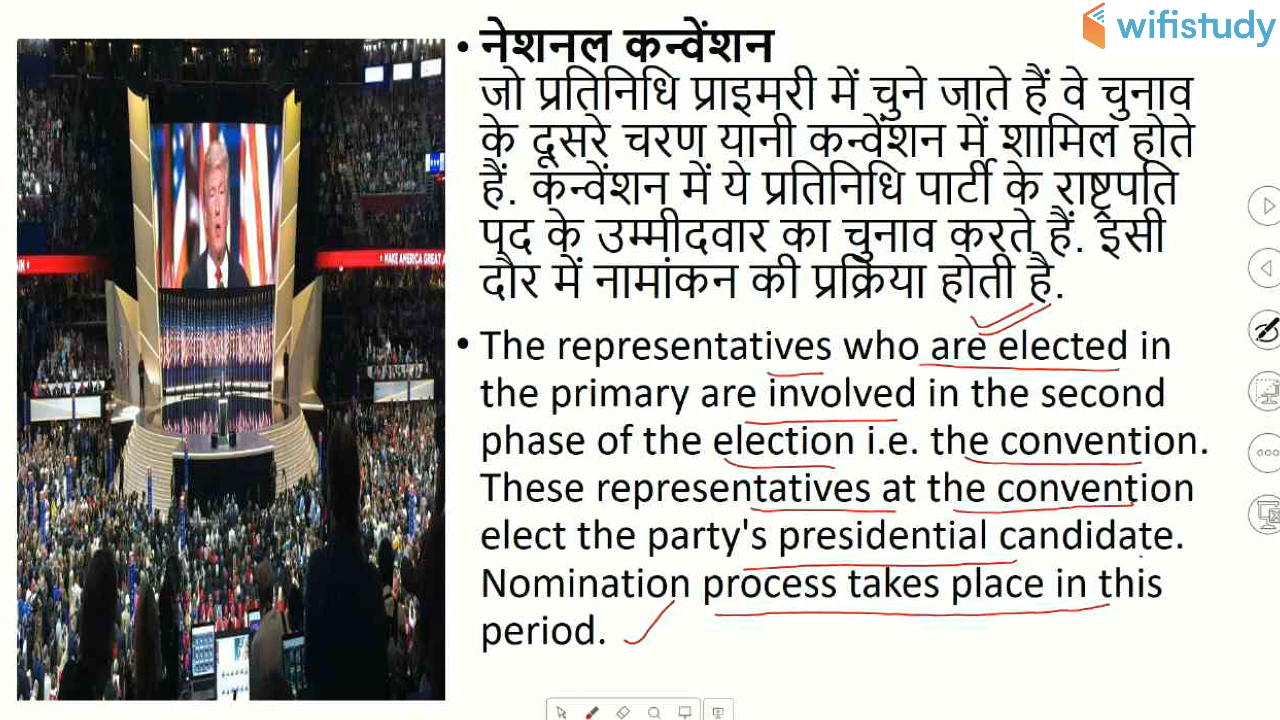 wifistudy
• नेशनल कन्वेंशन
जो प्रतिनिधि प्राइमरी में चुने जाते हैं वे चुनाव
के दूसरे चरण यानी कन्वेंशन में शामिल होते
हैं. कन्वेंशन में ये प्रतिनिधि पार्टी के राष्ट्रपति
पद के उम्मीदवार का चुनाव करते हैं. इसी
दौर में नामांकन की प्रक्रिया होती है.
• The representatives who are elected in
the primary are involved in the second
phase of the election i.e. the convention.
These representatives at the convention
elect the party's presidential candidate.
Nomination process takes place in this
period.
MAKE AMERICA GREAT